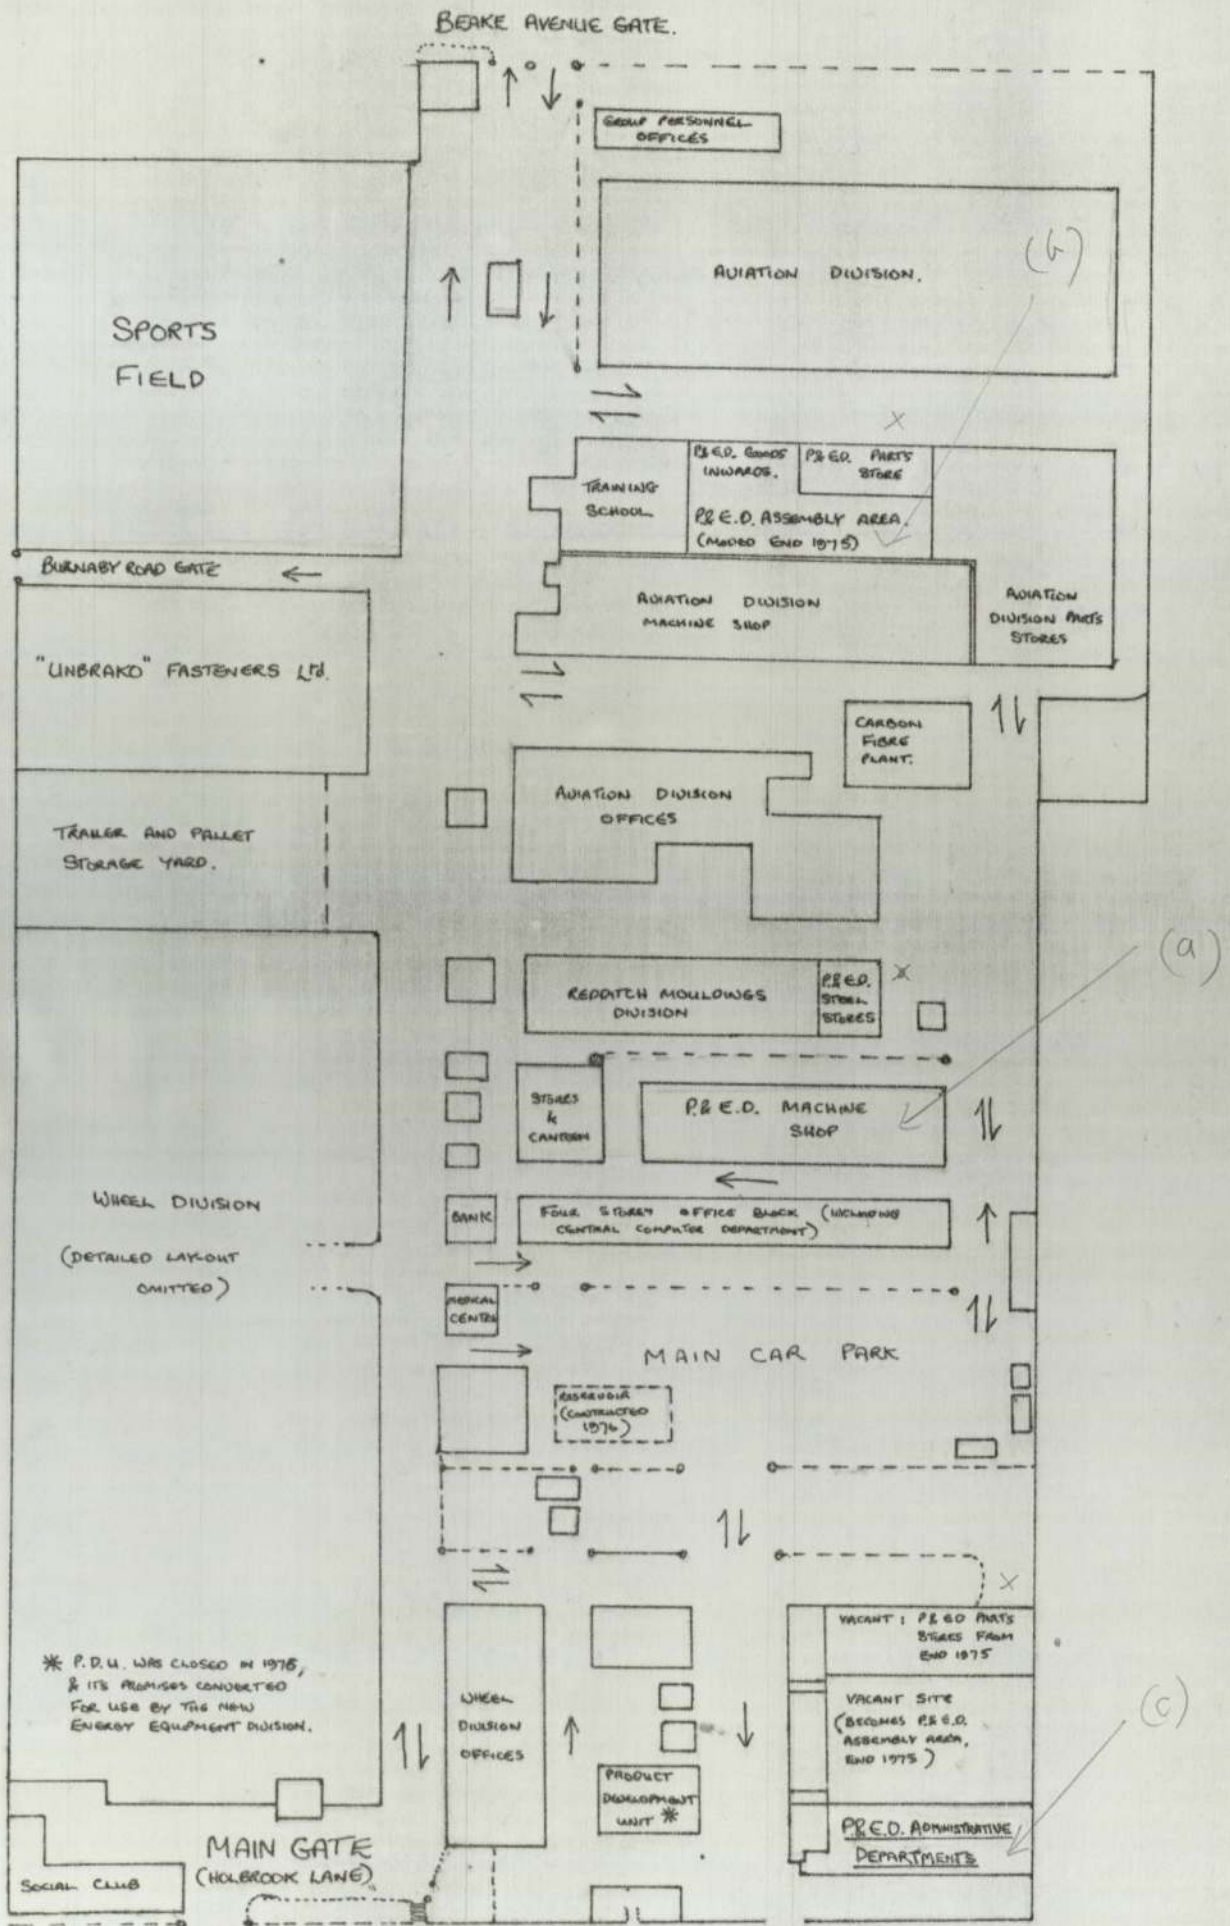 BEAKE AVENUE GATE.
GROUP PERSONNEL
OFFICES
AVIATION DIVISION.
(b)
SPORTS
FIELD
x
TRAINING
SCHOOL
P.& E.D. GOODS
INWARDS.
P.& E.D. PARTS
STORE
P.& E.D. ASSEMBLY AREA.
(MOVED END 1975)
BURNABY ROAD GATE
AVIATION DIVISION
MACHINE SHOP
AVIATION
DIVISION PARTS
STORES
"UNBRAKO" FASTENERS Ltd.
CARBON
FIBRE
PLANT.
AVIATION DIVISION
OFFICES
TRAILER AND PALLET
STORAGE YARD.
(a)
REDDITCH MOULDINGS
DIVISION
P.& E.D.
STEEL
STORES
x
STORES
&
CANTEEN
P.& E.D. MACHINE
SHOP
WHEEL DIVISION
(DETAILED LAY-OUT
OMITTED)
BANK
FOUR STOREY OFFICE BLOCK (INCLUDING
CENTRAL COMPUTER DEPARTMENT)
MEDICAL
CENTRE
MAIN CAR PARK
RESERVOIR
(CONSTRUCTED
1976)
x
VACANT : P.& E.D PARTS
STORES FROM
END 1975
* P.D.U. WAS CLOSED IN 1975,
& ITS PREMISES CONVERTED
FOR USE BY THE NEW
ENERGY EQUIPMENT DIVISION.
WHEEL
DIVISION
OFFICES
VACANT SITE
(BECOMES P.& E.D.
ASSEMBLY AREA,
END 1975)
(c)
PRODUCT
DEVELOPMENT
UNIT *
P.& E.D. ADMINISTRATIVE
DEPARTMENTS
MAIN GATE
(HOLBROOK LANE)
SOCIAL CLUB